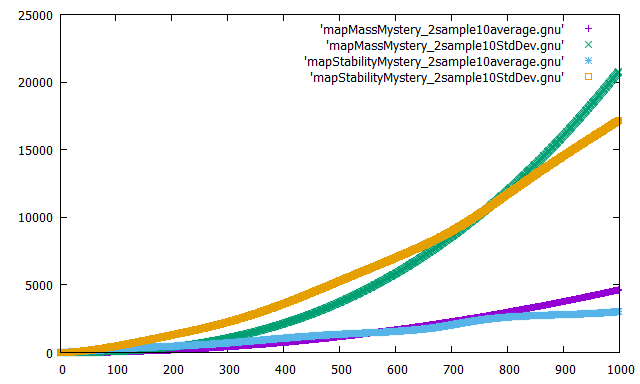 25000
20000
15000
10000
5000
0
'mapMassMystery_2sample10average.gnu'
'mapMassMystery_2sample10StdDev.gnu'
'mapStabilityMystery_2sample10average.gnu'
'mapStabilityMystery_2sample10StdDev.gnu'
0 100 200 300 400 500 600 700 800 900 1000